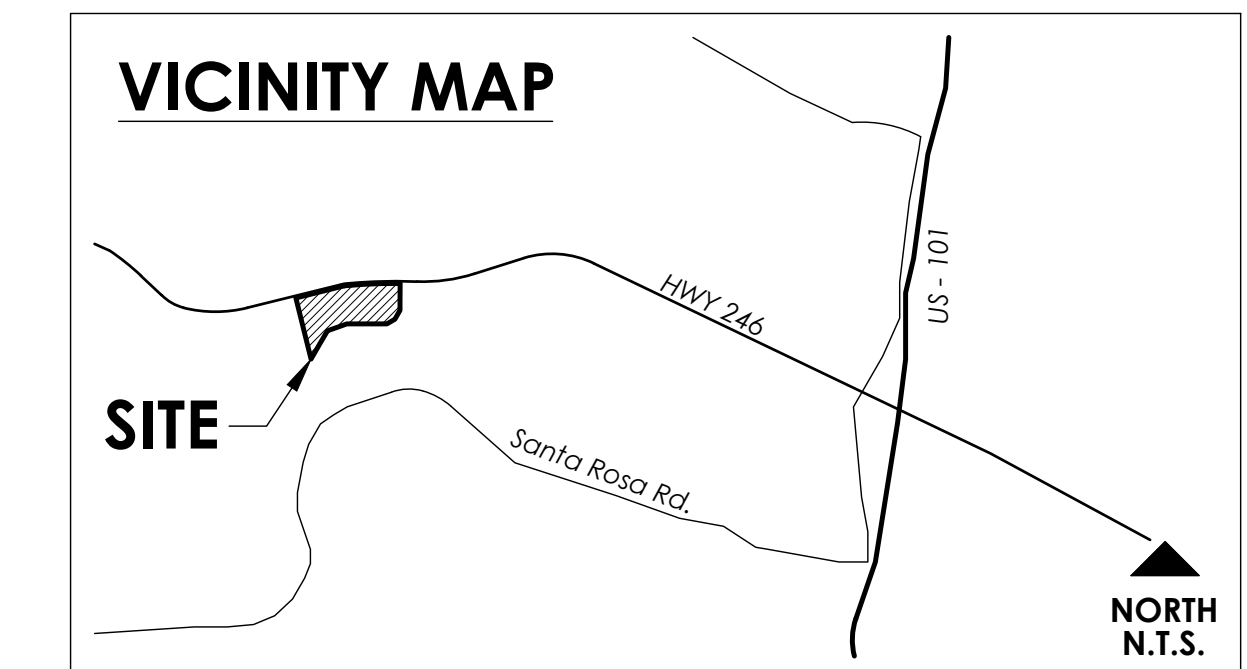 VICINITY MAP
US - 101
HWY 246
SITE
Santa Rosa Rd.
NORTH
N.T.S.